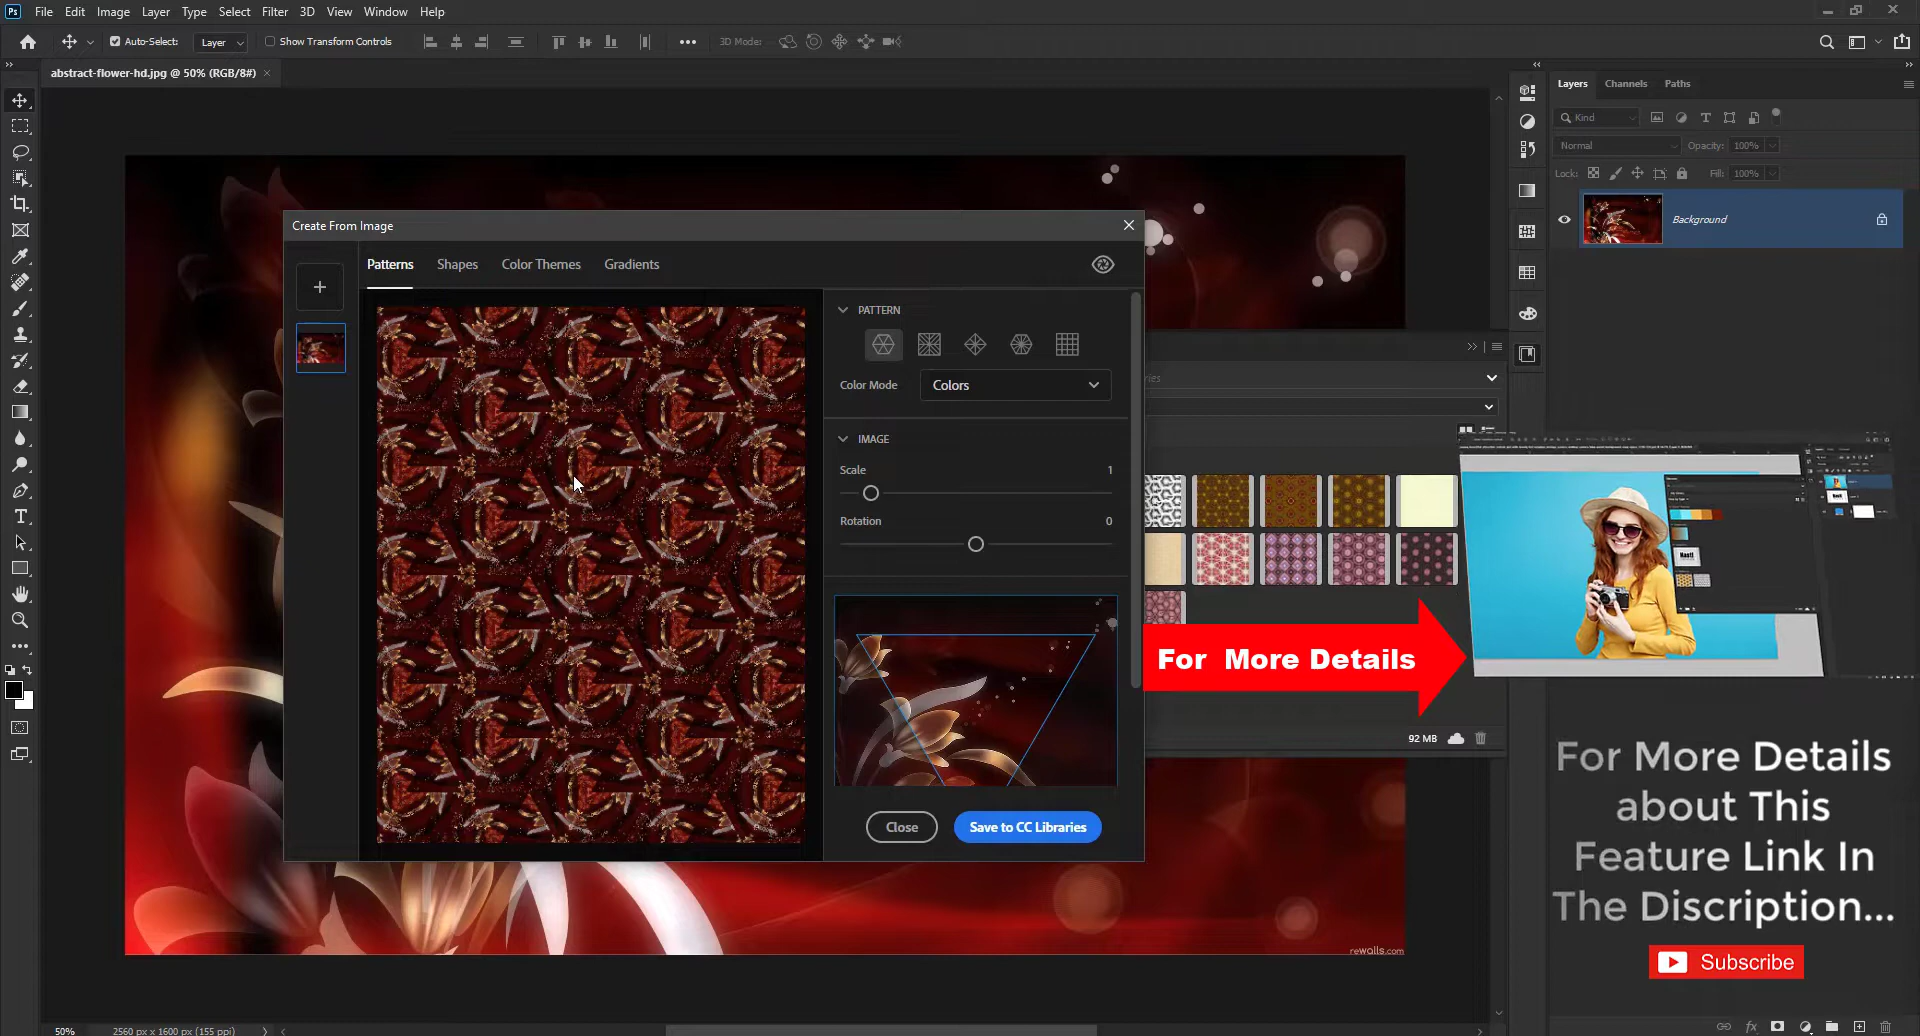 Ps File Edit Image Layer Type Select Filter 3D View Window Help
Auto-Select: Layer Show Transform Controls 3D Mode:
abstract-flower-hd.jpg @ 50% (RGB/8#)
Layers Channels Paths
Kind
Normal Opacity: 100%
Lock: Fill: 100%
Background
Create From Image
Patterns Shapes Color Themes Gradients
PATTERN
Color Mode Colors
IMAGE
Scale 1
Rotation 0
Close Save to CC Libraries
For More Details
92 MB
For More Details
about This
Feature Link In
The Discription...
Subscribe
rewalls.com
50% 2560 px x 1600 px (155 ppi)